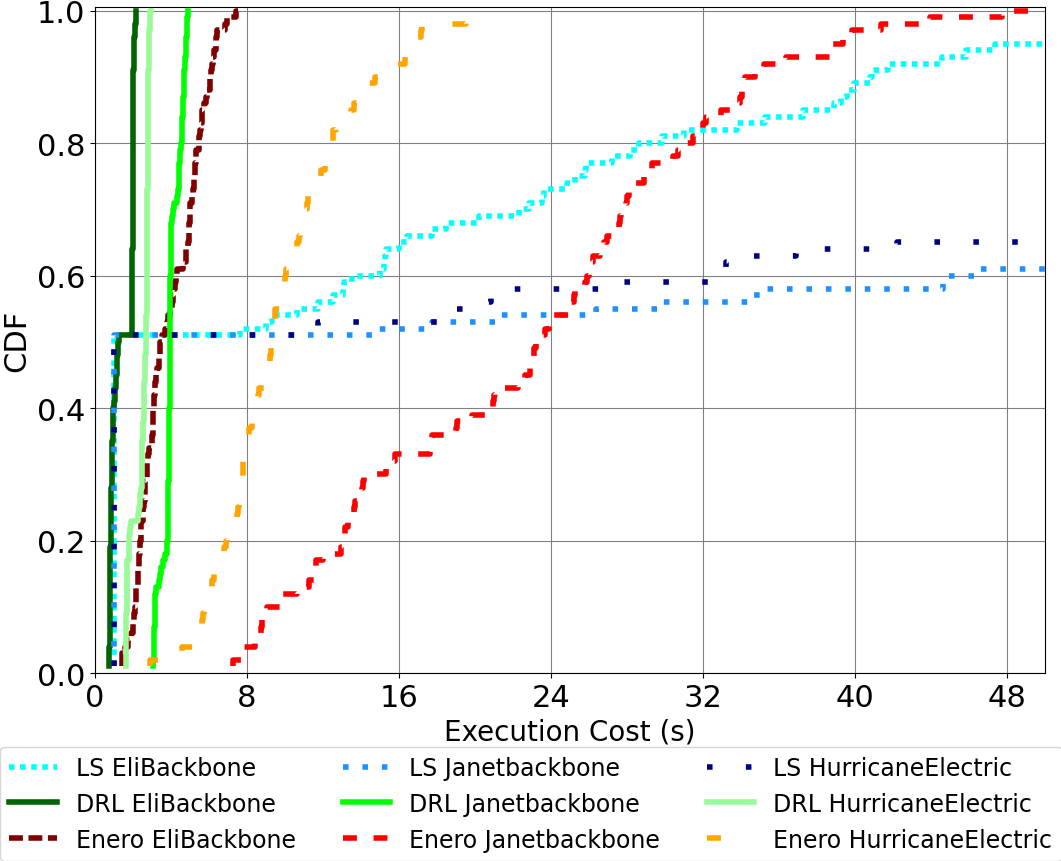 1.0
0.8
0.6
0.4
0.2
0.0
CDF
0 8 16 24 32 40 48
Execution Cost (s)
LS EliBackbone LS Janetbackbone LS HurricaneElectric
DRL EliBackbone DRL Janetbackbone DRL HurricaneElectric
Enero EliBackbone Enero Janetbackbone Enero HurricaneElectric